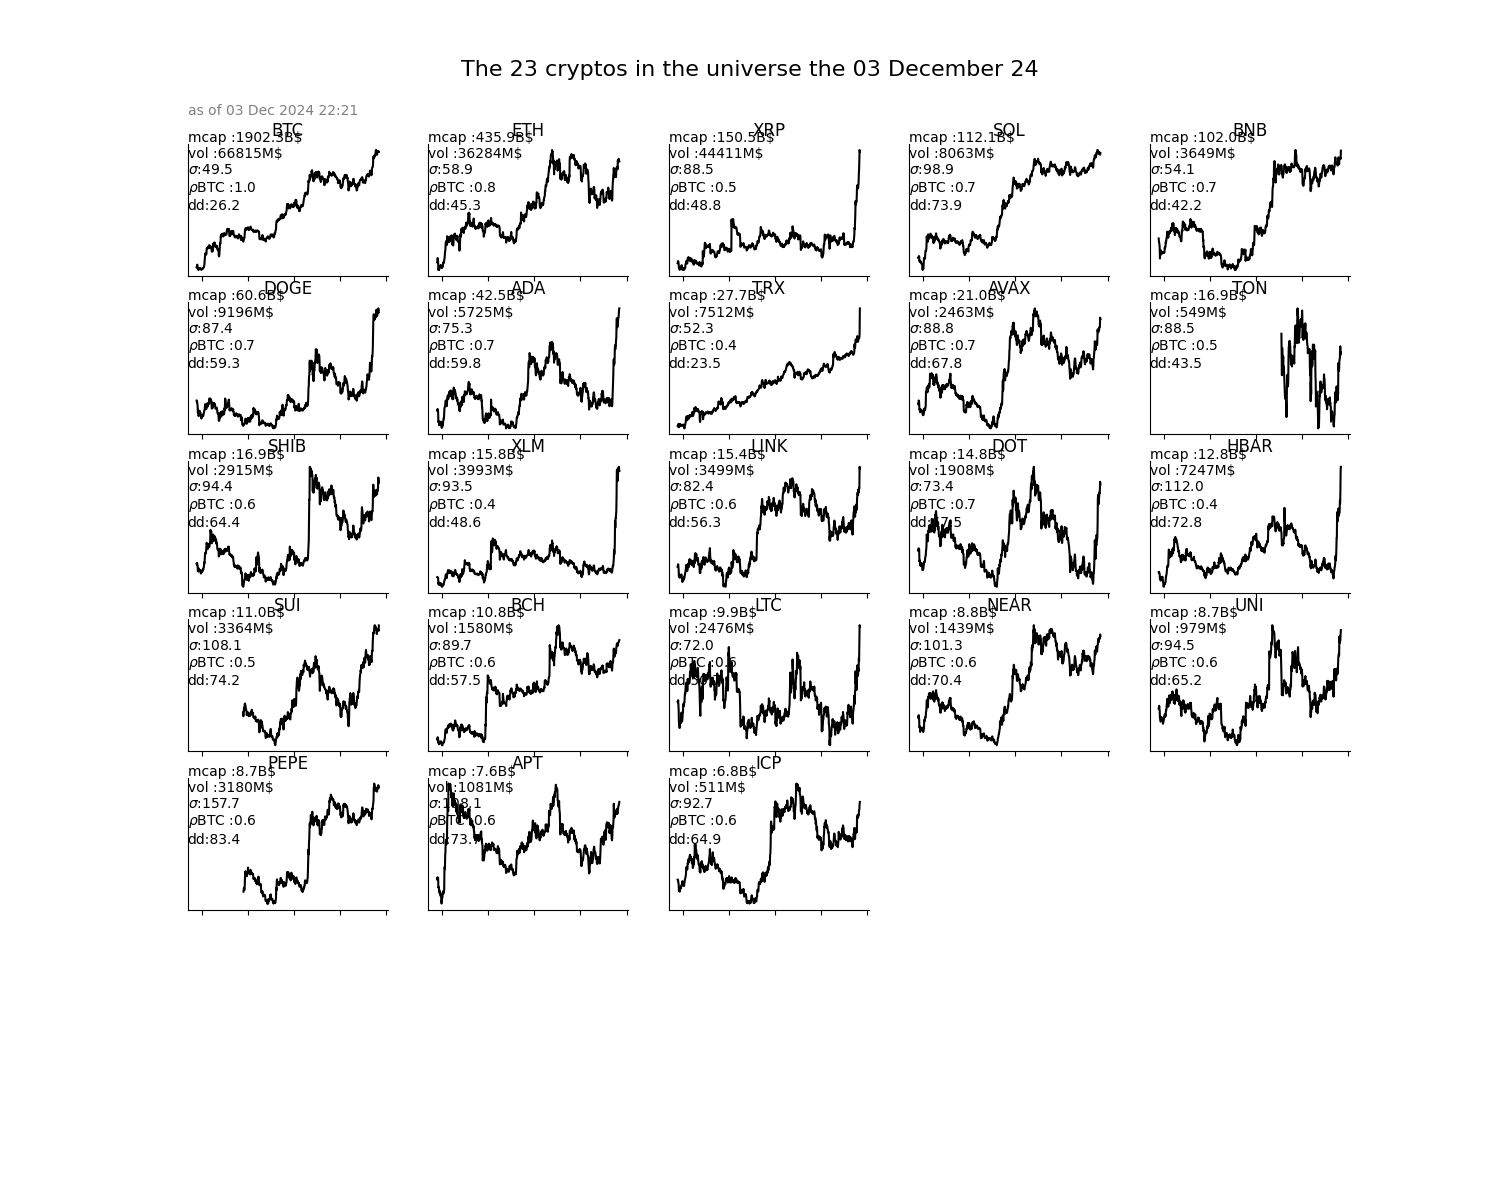 The 23 cryptos in the universe the 03 December 24
as of 03 Dec 2024 22:21
BTC
mcap :1902.3B$
vol :66815M$
σ:49.5
ρBTC :1.0
dd:26.2
ETH
mcap :435.9B$
vol :36284M$
σ:58.9
ρBTC :0.8
dd:45.3
XRP
mcap :150.5B$
vol :44411M$
σ:88.5
ρBTC :0.5
dd:48.8
SOL
mcap :112.1B$
vol :8063M$
σ:98.9
ρBTC :0.7
dd:73.9
BNB
mcap :102.0B$
vol :3649M$
σ:54.1
ρBTC :0.7
dd:42.2
DOGE
mcap :60.6B$
vol :9196M$
σ:87.4
ρBTC :0.7
dd:59.3
ADA
mcap :42.5B$
vol :5725M$
σ:75.3
ρBTC :0.7
dd:59.8
TRX
mcap :27.7B$
vol :7512M$
σ:52.3
ρBTC :0.4
dd:23.5
AVAX
mcap :21.0B$
vol :2463M$
σ:88.8
ρBTC :0.7
dd:67.8
TON
mcap :16.9B$
vol :549M$
σ:88.5
ρBTC :0.5
dd:43.5
SHIB
mcap :16.9B$
vol :2915M$
σ:94.4
ρBTC :0.6
dd:64.4
XLM
mcap :15.8B$
vol :3993M$
σ:93.5
ρBTC :0.4
dd:48.6
LINK
mcap :15.4B$
vol :3499M$
σ:82.4
ρBTC :0.6
dd:56.3
DOT
mcap :14.8B$
vol :1908M$
σ:73.4
ρBTC :0.7
HBAR
mcap :12.8B$
vol :7247M$
σ:112.0
ρBTC :0.4
dd:72.8
SUI
mcap :11.0B$
vol :3364M$
σ:108.1
ρBTC :0.5
dd:74.2
BCH
mcap :10.8B$
vol :1580M$
σ:89.7
ρBTC :0.6
dd:57.5
LTC
mcap :9.9B$
vol :2476M$
σ:72.0
ρBTC :0.6
NEAR
mcap :8.8B$
vol :1439M$
σ:101.3
ρBTC :0.6
dd:70.4
UNI
mcap :8.7B$
vol :979M$
σ:94.5
ρBTC :0.6
dd:65.2
PEPE
mcap :8.7B$
vol :3180M$
σ:157.7
ρBTC :0.6
dd:83.4
APT
mcap :7.6B$
vol :1081M$
σ:108.1
ρBTC :0.6
ICP
mcap :6.8B$
vol :511M$
σ:92.7
ρBTC :0.6
dd:64.9